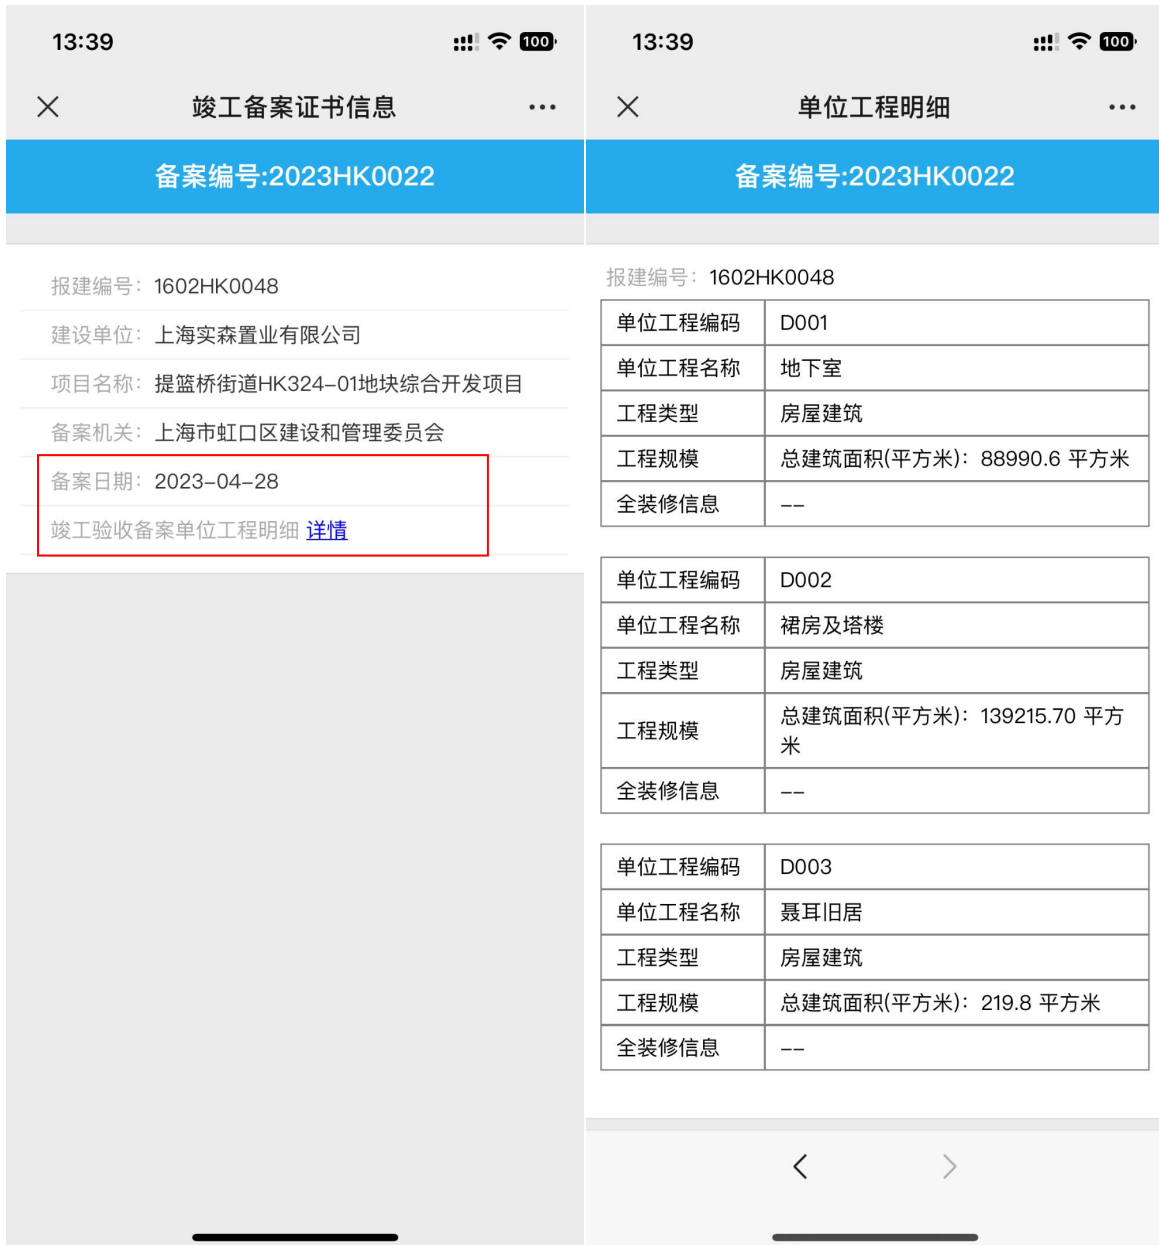 13:39
100
竣工备案证书信息
备案编号:2023HK0022
报建编号: 1602HK0048
建设单位: 上海实森置业有限公司
项目名称: 提篮桥街道HK324-01地块综合开发项目
备案机关: 上海市虹口区建设和管理委员会
备案日期: 2023-04-28
竣工验收备案单位工程明细 详情
13:39
100
单位工程明细
备案编号:2023HK0022
报建编号: 1602HK0048
单位工程编码 D001
单位工程名称 地下室
工程类型 房屋建筑
工程规模 总建筑面积(平方米): 88990.6 平方米
全装修信息 --
单位工程编码 D002
单位工程名称 裙房及塔楼
工程类型 房屋建筑
工程规模 总建筑面积(平方米): 139215.70 平方
米
全装修信息 --
单位工程编码 D003
单位工程名称 聂耳旧居
工程类型 房屋建筑
工程规模 总建筑面积(平方米): 219.8 平方米
全装修信息 --